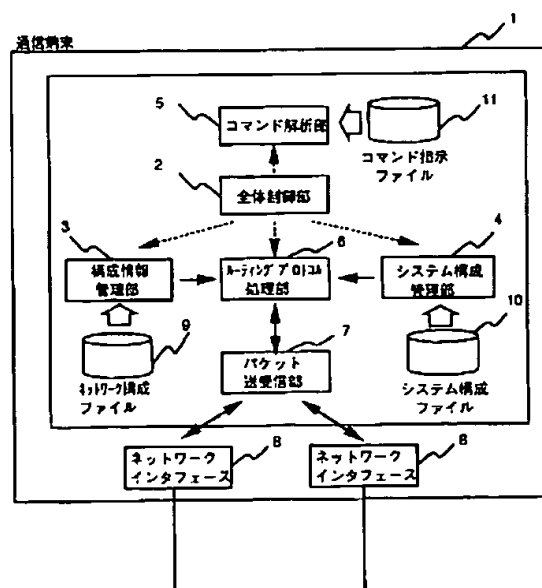 1
通信端末
5
コマンド解析部
11
コマンド指示
ファイル
2
全体制御部
3
構成情報
管理部
6
ルーティングプロトコル
処理部
4
システム構成
管理部
9
ネットワーク構成
ファイル
7
パケット
送受信部
10
システム構成
ファイル
ネットワーク
インタフェース
8
ネットワーク
インタフェース
8